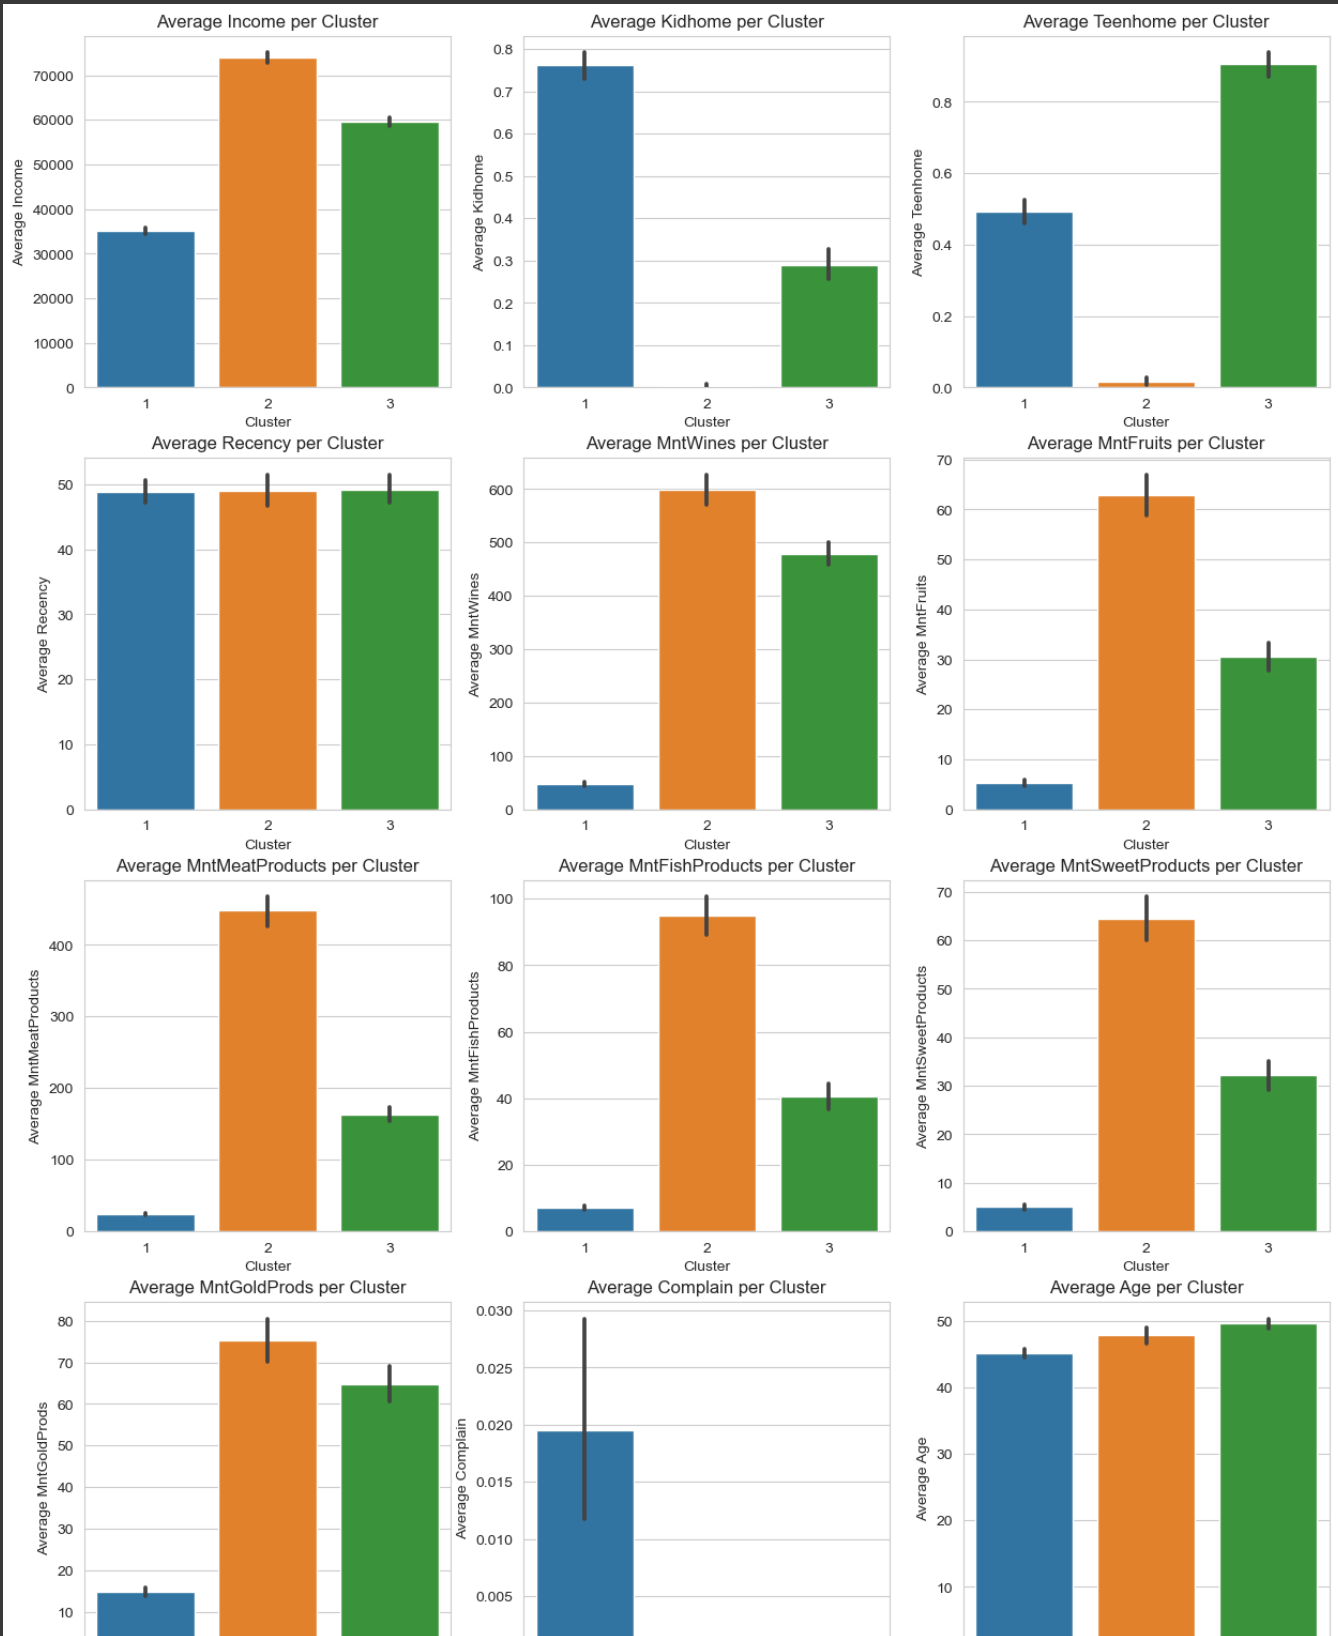 Average Income per Cluster
Average Income
70000
60000
50000
40000
30000
20000
10000
0
1 2 3
Cluster
Average Kidhome per Cluster
Average Kidhome
0.8
0.7
0.6
0.5
0.4
0.3
0.2
0.1
0.0
1 2 3
Cluster
Average Teenhome per Cluster
Average Teenhome
0.8
0.6
0.4
0.2
0.0
1 2 3
Cluster
Average Recency per Cluster
Average Recency
50
40
30
20
10
0
1 2 3
Cluster
Average MntWines per Cluster
Average MntWines
600
500
400
300
200
100
0
1 2 3
Cluster
Average MntFruits per Cluster
Average MntFruits
70
60
50
40
30
20
10
0
1 2 3
Cluster
Average MntMeatProducts per Cluster
Average MntMeatProducts
400
300
200
100
0
1 2 3
Cluster
Average MntFishProducts per Cluster
Average MntFishProducts
100
80
60
40
20
0
1 2 3
Cluster
Average MntSweetProducts per Cluster
Average MntSweetProducts
70
60
50
40
30
20
10
0
1 2 3
Cluster
Average MntGoldProds per Cluster
Average MntGoldProds
80
70
60
50
40
30
20
10
Average Complain per Cluster
Average Complain
0.030
0.025
0.020
0.015
0.010
0.005
Average Age per Cluster
Average Age
50
40
30
20
10